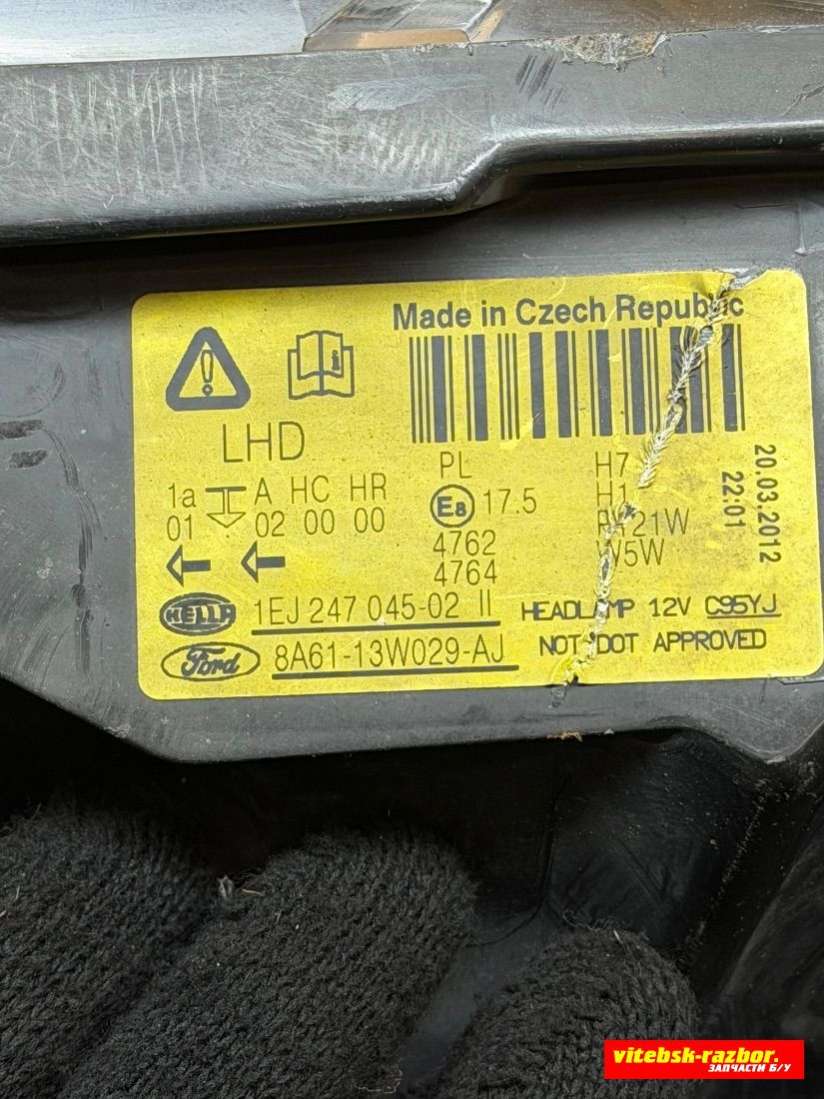 Made in Czech Republic
LHD
1a A HC HR
01 02 00 00
PL
E8 17.5
4762
4764
H7
H1
PY21W
W5W
20.03.2012
22:01
HELLA 1EJ 247 045-02 II HEADLAMP 12V C95YJ
Ford 8A61-13W029-AJ NOT DOT APPROVED
vitebsk-razbor.
ЗАПЧАСТИ Б/У